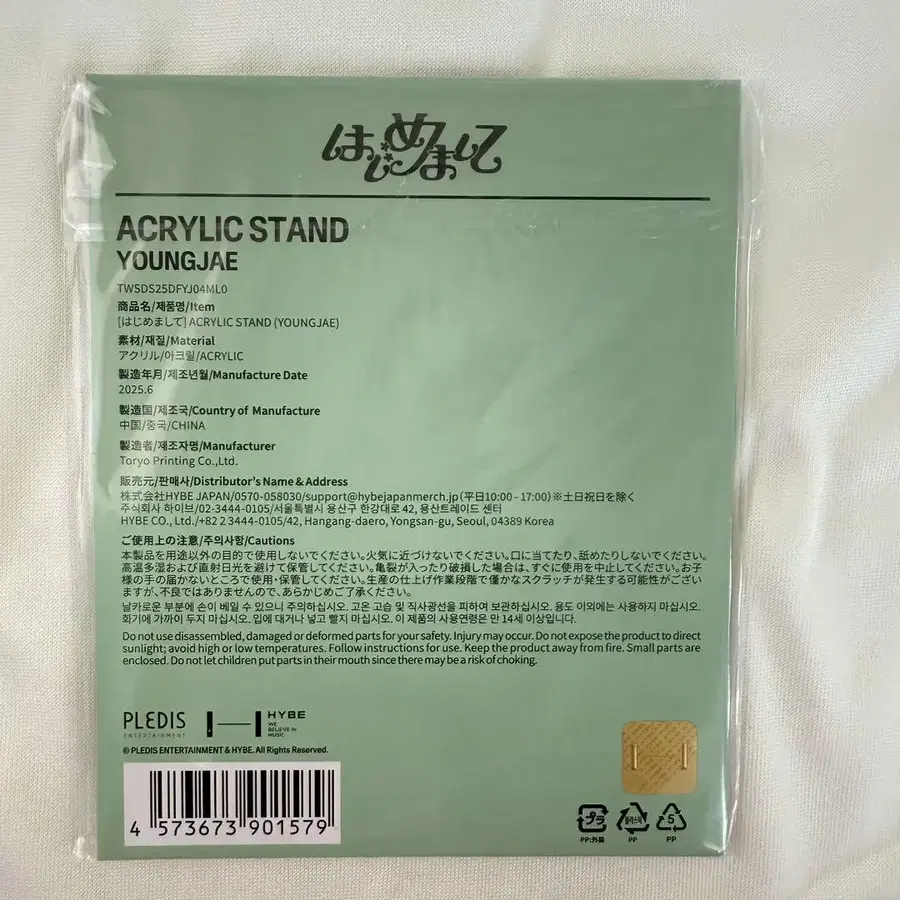 はじめまして
ACRYLIC STAND
YOUNGJAE
TWSDS25DFYJ04ML0
商品名/제품명/Item
[はじめまして] ACRYLIC STAND (YOUNGJAE)
素材/재질/Material
アクリル/아크릴/ACRYLIC
製造年月/제조년월/Manufacture Date
2025.6
製造国/제조국/Country of Manufacture
中国/중국/CHINA
製造者/제조자명/Manufacturer
Toryo Printing Co.,Ltd.
販売元/판매사/Distributor's Name & Address
株式会社HYBE JAPAN/0570-058030/support@hybejapanmerch.jp (平日10:00 - 17:00) ※土日祝日を除く
주식회사 하이브/02-3444-0105/서울특별시 용산구 한강대로 42, 용산트레이드 센터
HYBE CO., Ltd./+82 2 3444-0105/42, Hangang-daero, Yongsan-gu, Seoul, 04389 Korea
ご使用上の注意/주의사항/Cautions
本製品を用途以外の目的で使用しないでください。火気に近づけないでください。口に当てたり、舐めたりしないでください。
高温多湿および直射日光を避けて保管してください。亀裂が入ったり破損した場合は、すぐに使用を中止してください。お子
様の手の届かないところで使用・保管してください。生産の仕上げ作業段階で僅かなスクラッチが発生する可能性がござい
ますが、不良ではありませんので、あらかじめご了承ください。
날카로운 부분에 손이 베일 수 있으니 주의하십시오. 고온 고습 및 직사광선을 피하여 보관하십시오. 용도 이외에는 사용하지 마십시오.
화기에 가까이 두지 마십시오. 입에 대거나 넣고 빨지 마십시오. 이 제품의 사용연령은 만 14세 이상입니다.
Do not use disassembled, damaged or deformed parts for your safety. Injury may occur. Do not expose the product to direct
sunlight; avoid high or low temperatures. Follow instructions for use. Keep the product away from fire. Small parts are
enclosed. Do not let children put parts in their mouth since there may be a risk of choking.
PLEDIS
ENTERTAINMENT
HYBE
WE
BELIEVE IN
MUSIC
© PLEDIS ENTERTAINMENT & HYBE. All Rights Reserved.
4 573673 901579
プラ
PP:外装
플라스틱
PP
5
PP